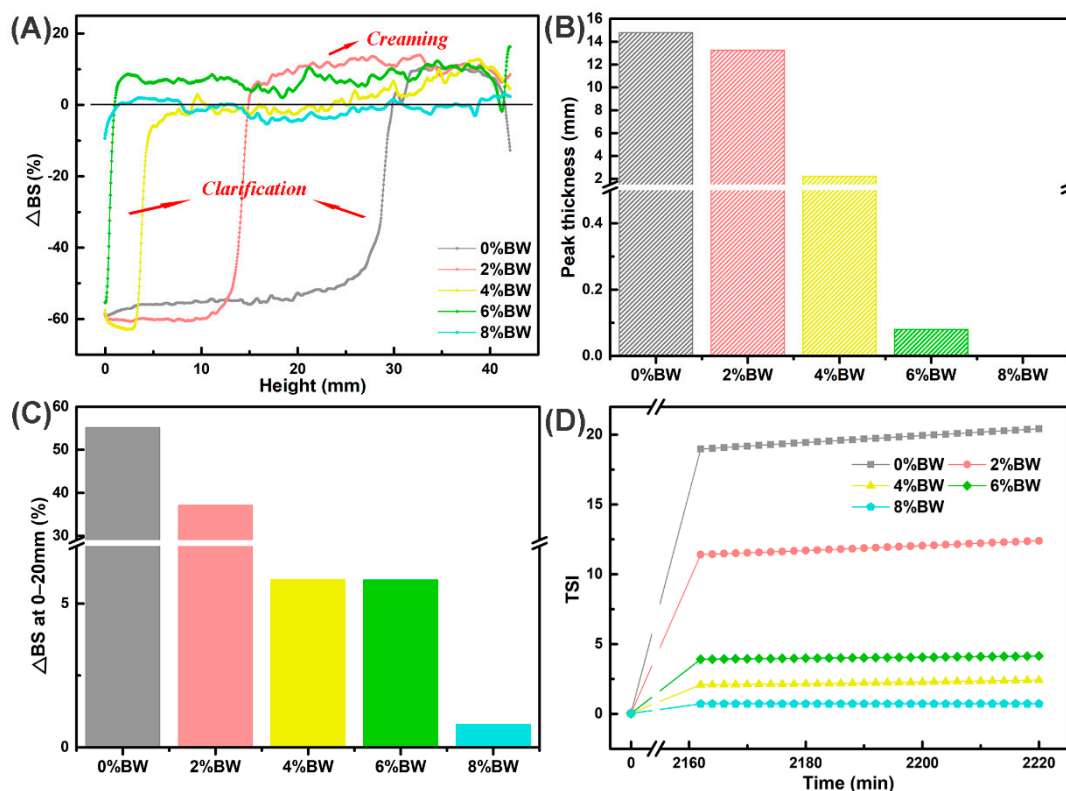 (A)
Creaming
Clarification
20
0
-20
-40
-60
△BS (%)
0%BW
2%BW
4%BW
6%BW
8%BW
0 10 20 30 40
Height (mm)
(B)
16
14
12
10
8
6
4
2
0.4
0.2
0.0
Peak thickness (mm)
0%BW 2%BW 4%BW 6%BW 8%BW
(C)
60
50
40
30
5
0
△BS at 0–20mm (%)
0%BW 2%BW 4%BW 6%BW 8%BW
(D)
20
15
10
5
0
TSI
0%BW 2%BW
4%BW 6%BW
8%BW
0 2160 2180 2200 2220
Time (min)